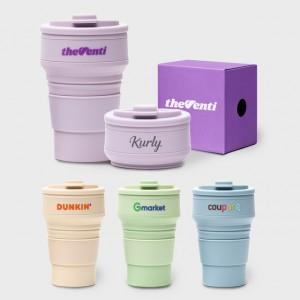 theVenti
theVenti
Kurly
DUNKIN'
Gmarket
coupang